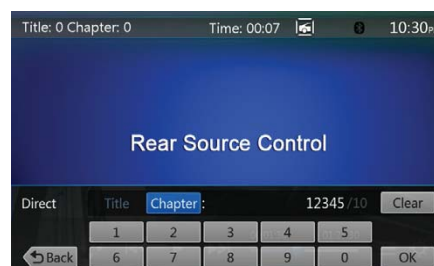 Title: 0 Chapter: 0 Time: 00:07 10:30P
Rear Source Control
Direct Title Chapter: 12345/10 Clear
1 2 3 4 5
Back 6 7 8 9 0 OK